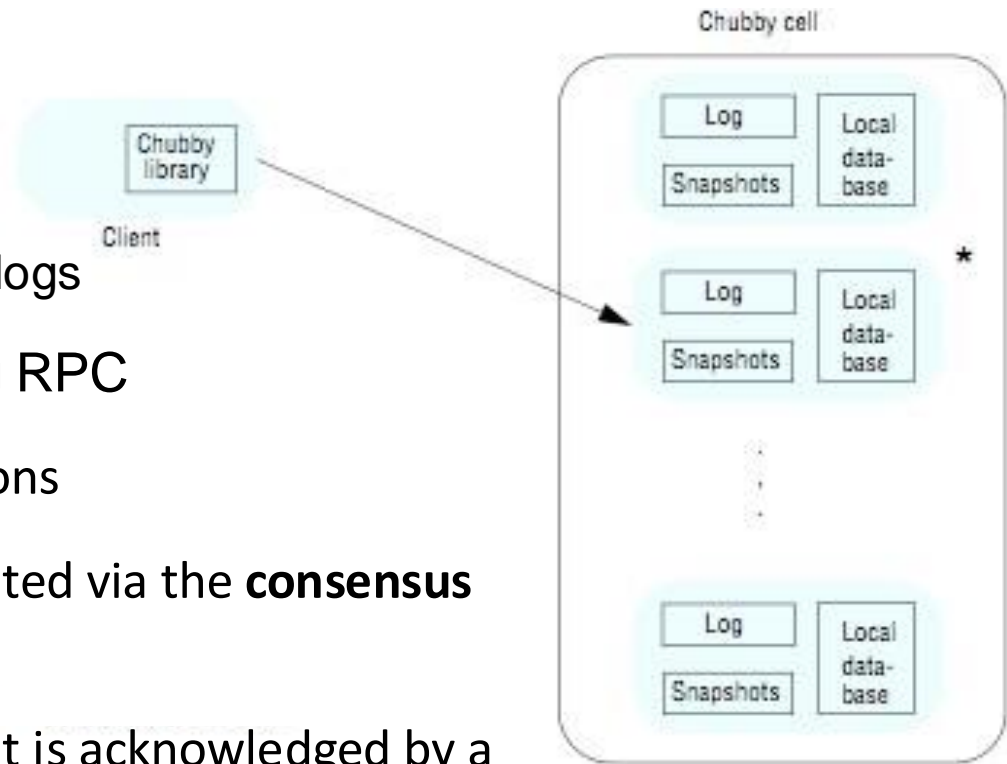 Chubby cell
Log
Local
data-
base
Snapshots
Chubby
library
Client
*
Log
Local
data-
base
Snapshots
logs
RPC
ons
ted via the consensus
Log
Local
data-
base
Snapshots
t is acknowledged by a